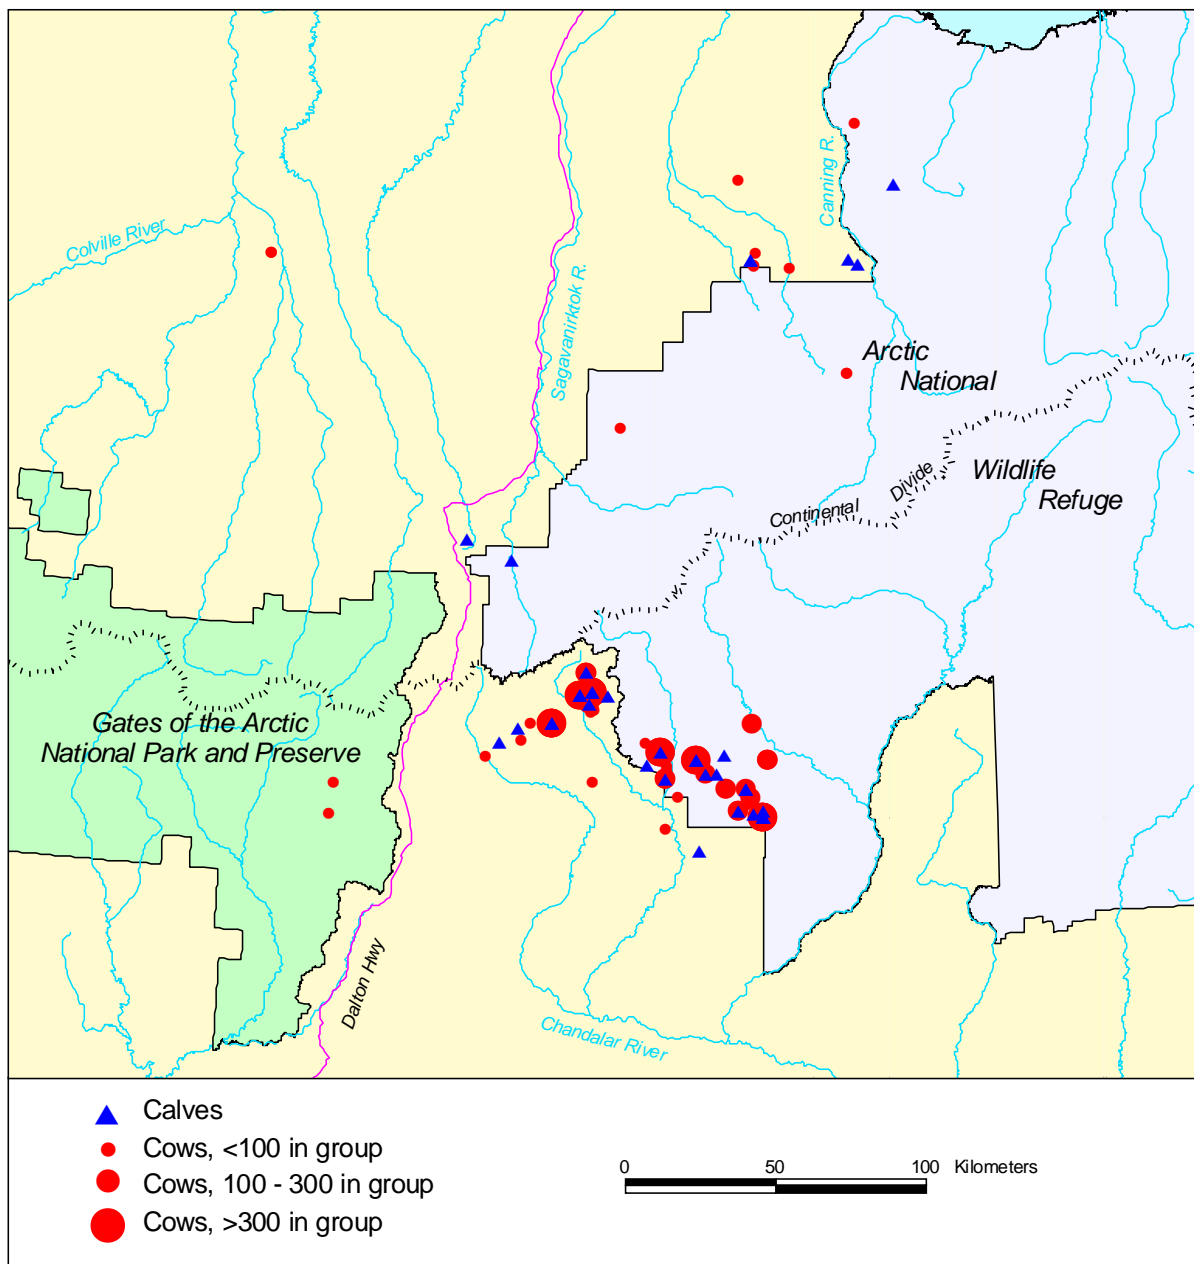 Canning R.
Colville River
Sagavanirktok R.
Arctic
National
Wildlife
Refuge
Continental
Divide
Gates of the Arctic
National Park and Preserve
Dalton Hwy
Chandalar River
Calves
Cows, <100 in group
Cows, 100 - 300 in group
Cows, >300 in group
0 50 100 Kilometers